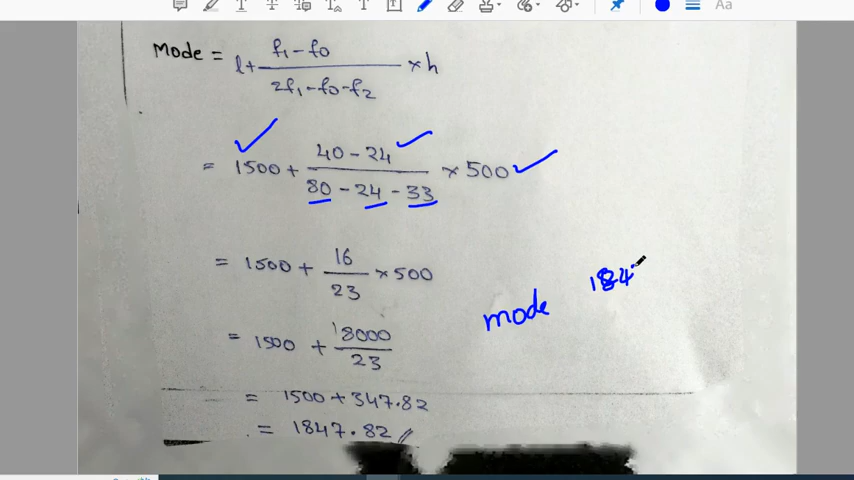 Mode = l + f₁-f₀ / 2f₁-f₀-f₂ × h
= 1500 + 40-24 / 80-24-33 × 500
= 1500 + 16 / 23 × 500
mode 184
= 1500 + 8000 / 23
= 1500 + 347.82
= 1847.82